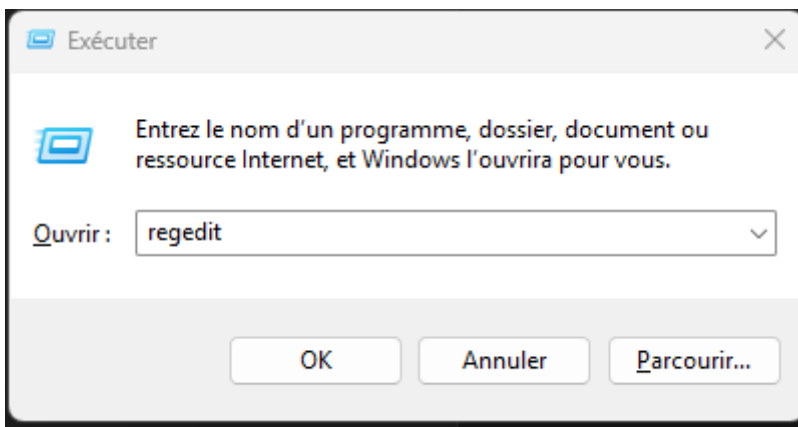 Exécuter
Entrez le nom d'un programme, dossier, document ou
ressource Internet, et Windows l'ouvrira pour vous.
Ouvrir : regedit
OK Annuler Parcourir...